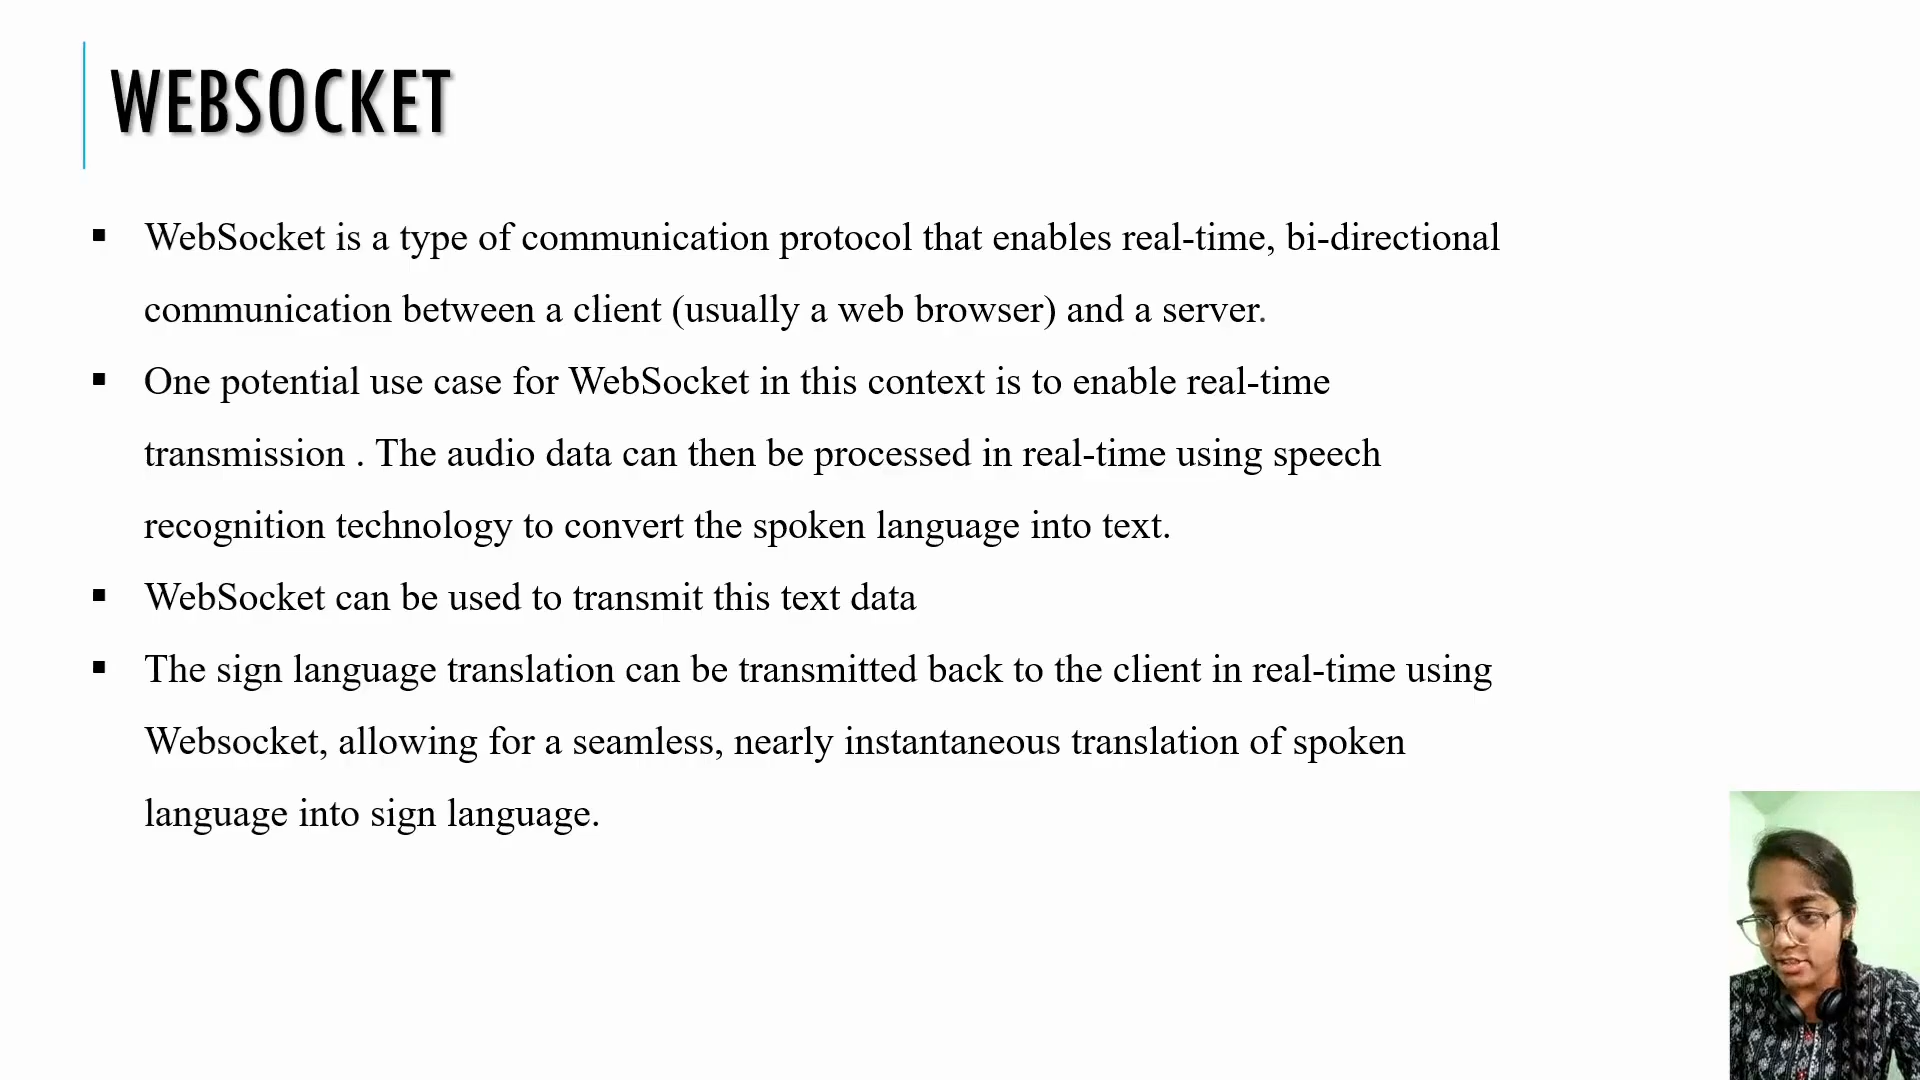 WEBSOCKET
▪ WebSocket is a type of communication protocol that enables real-time, bi-directional
communication between a client (usually a web browser) and a server.
▪ One potential use case for WebSocket in this context is to enable real-time
transmission . The audio data can then be processed in real-time using speech
recognition technology to convert the spoken language into text.
▪ WebSocket can be used to transmit this text data
▪ The sign language translation can be transmitted back to the client in real-time using
Websocket, allowing for a seamless, nearly instantaneous translation of spoken
language into sign language.